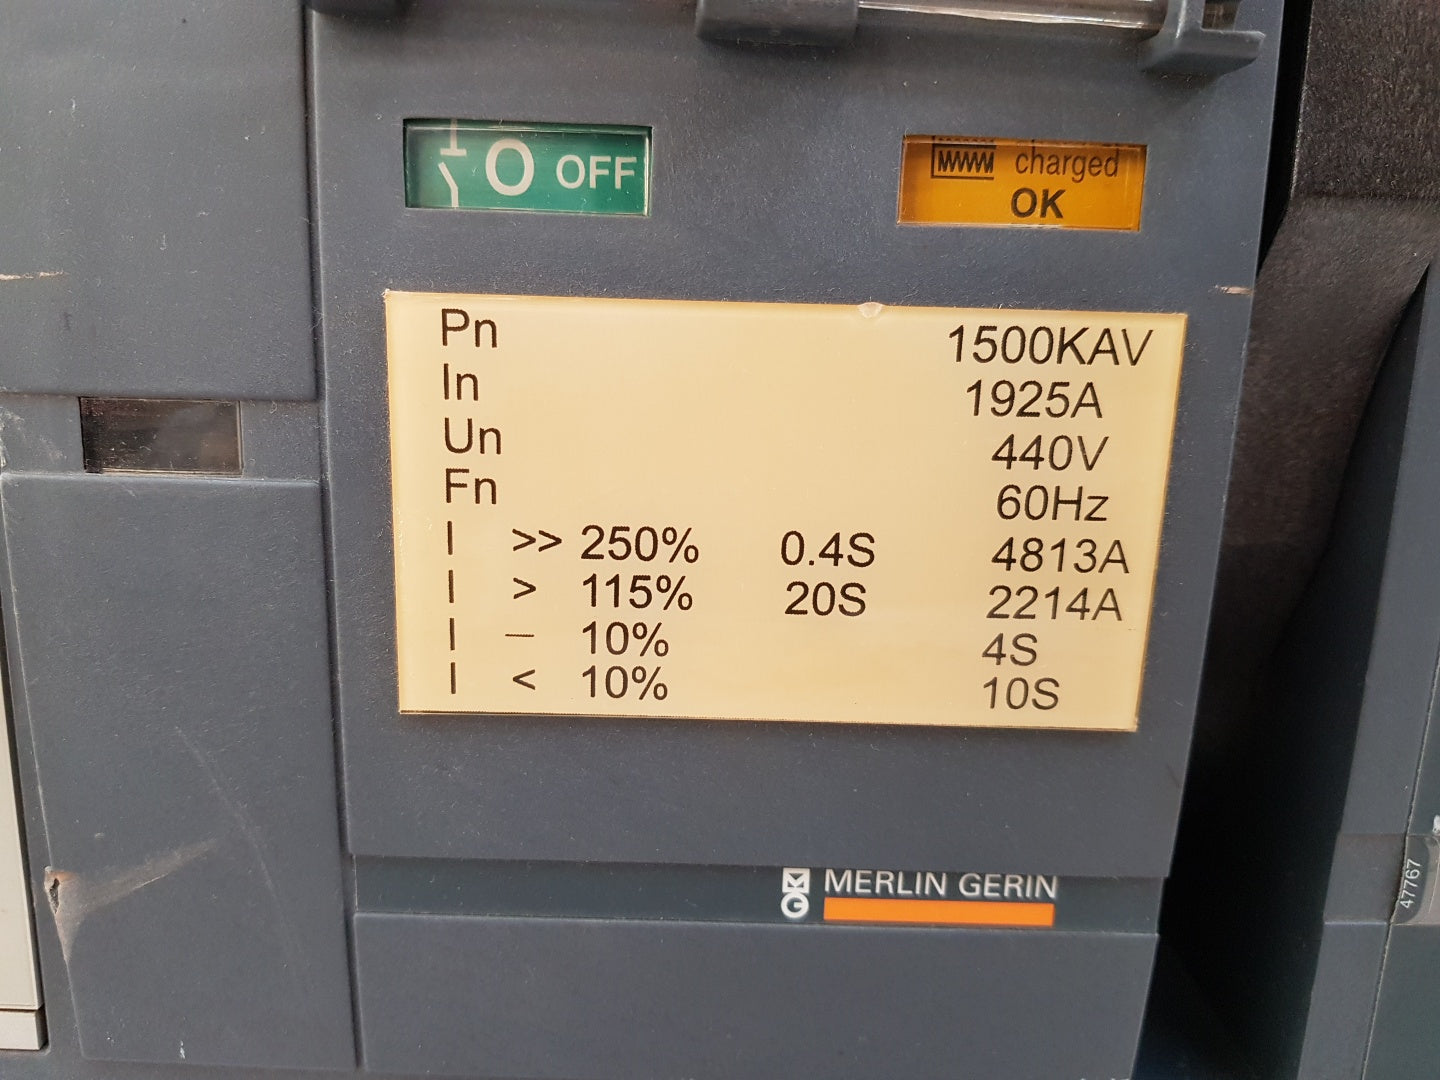 O OFF
charged
OK
Pn 1500KAV
In 1925A
Un 440V
Fn 60Hz
I >> 250% 0.4S 4813A
I > 115% 20S 2214A
I – 10% 4S
I < 10% 10S
MG MERLIN GERIN
47767